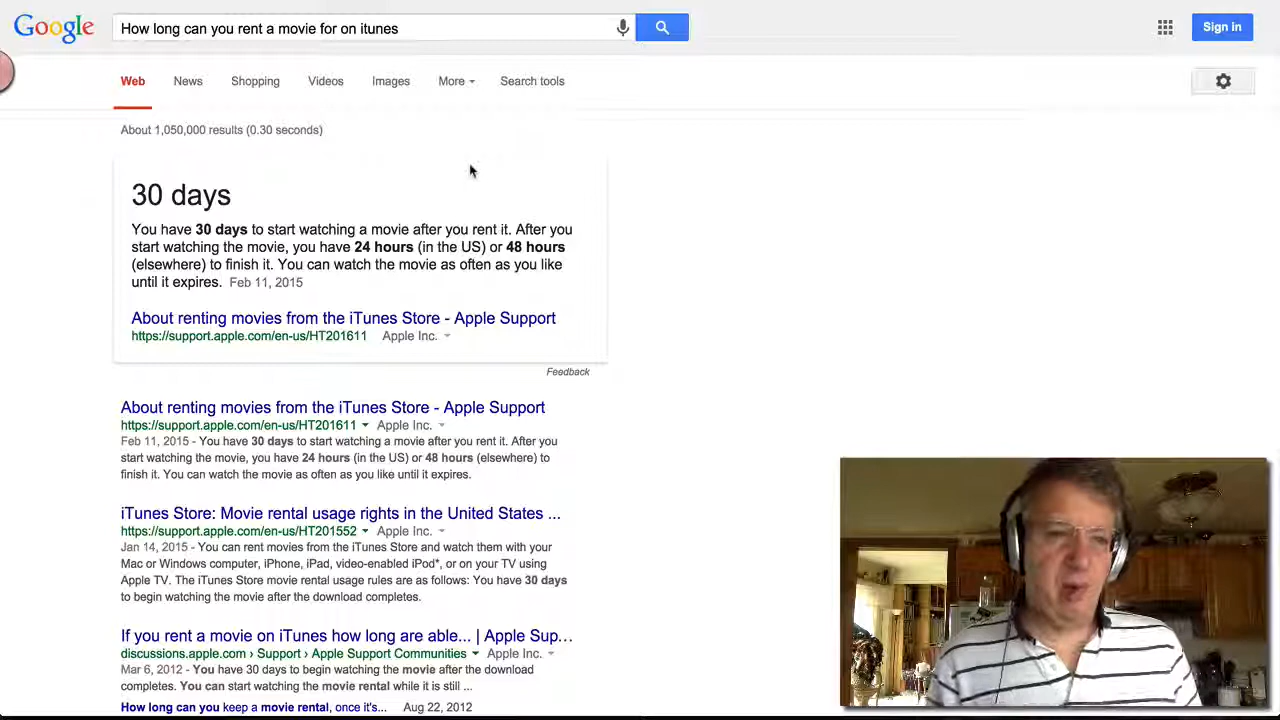 Google
How long can you rent a movie for on itunes
Sign in
Web News Shopping Videos Images More Search tools
About 1,050,000 results (0.30 seconds)
30 days
You have 30 days to start watching a movie after you rent it. After you
start watching the movie, you have 24 hours (in the US) or 48 hours
(elsewhere) to finish it. You can watch the movie as often as you like
until it expires. Feb 11, 2015
About renting movies from the iTunes Store - Apple Support
https://support.apple.com/en-us/HT201611 Apple Inc.
Feedback
About renting movies from the iTunes Store - Apple Support
https://support.apple.com/en-us/HT201611 Apple Inc.
Feb 11, 2015 - You have 30 days to start watching a movie after you rent it. After you
start watching the movie, you have 24 hours (in the US) or 48 hours (elsewhere) to
finish it. You can watch the movie as often as you like until it expires.
iTunes Store: Movie rental usage rights in the United States ...
https://support.apple.com/en-us/HT201552 Apple Inc.
Jan 14, 2015 - You can rent movies from the iTunes Store and watch them with your
Mac or Windows computer, iPhone, iPad, video-enabled iPod*, or on your TV using
Apple TV. The iTunes Store movie rental usage rules are as follows: You have 30 days
to begin watching the movie after the download completes.
If you rent a movie on iTunes how long are able... | Apple Sup...
discussions.apple.com › Support › Apple Support Communities Apple Inc.
Mar 6, 2012 - You have 30 days to begin watching the movie after the download
completes. You can start watching the movie rental while it is still ...
How long can you keep a movie rental, once it's... Aug 22, 2012